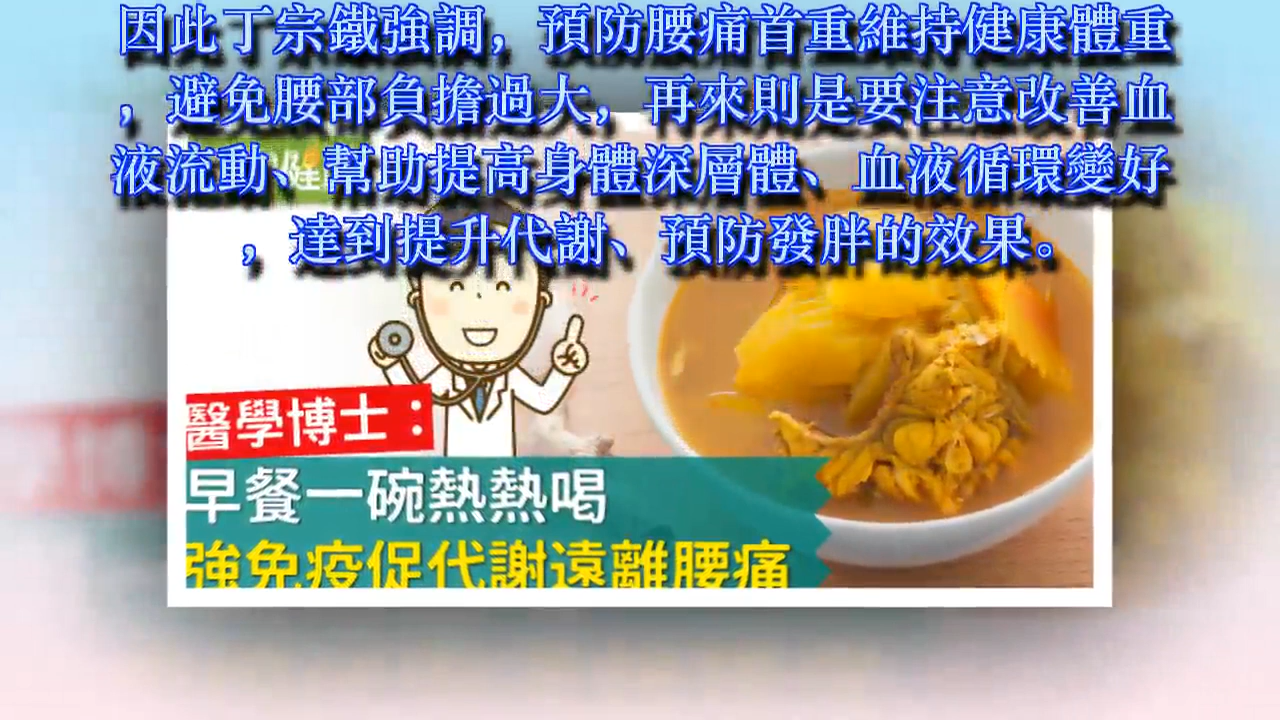 因此丁宗鐵強調，預防腰痛首重維持健康體重
，避免腰部負擔過大，再來則是要注意改善血
液流動、幫助提高身體深層體、血液循環變好
，達到提升代謝、預防發胖的效果。
醫學博士：
早餐一碗熱熱喝
強免疫促代謝遠離腰痛